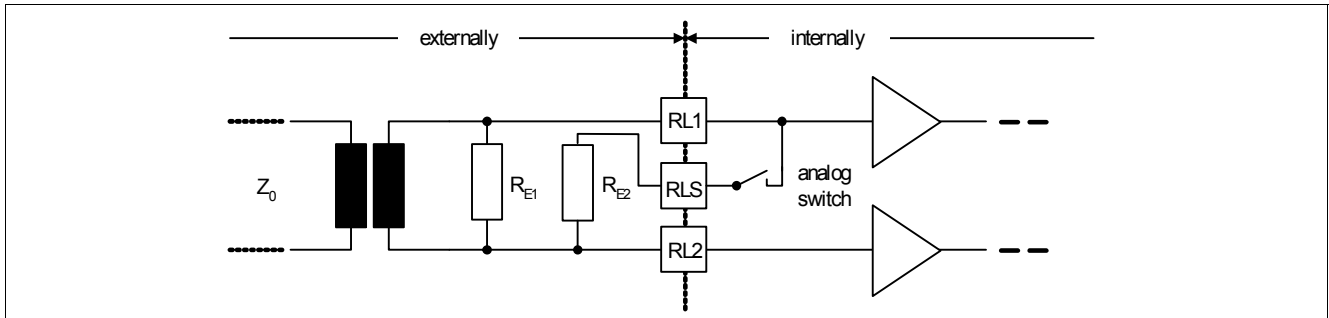 externally
internally
RL1
RLS
RL2
Z0
RE1
RE2
analog
switch